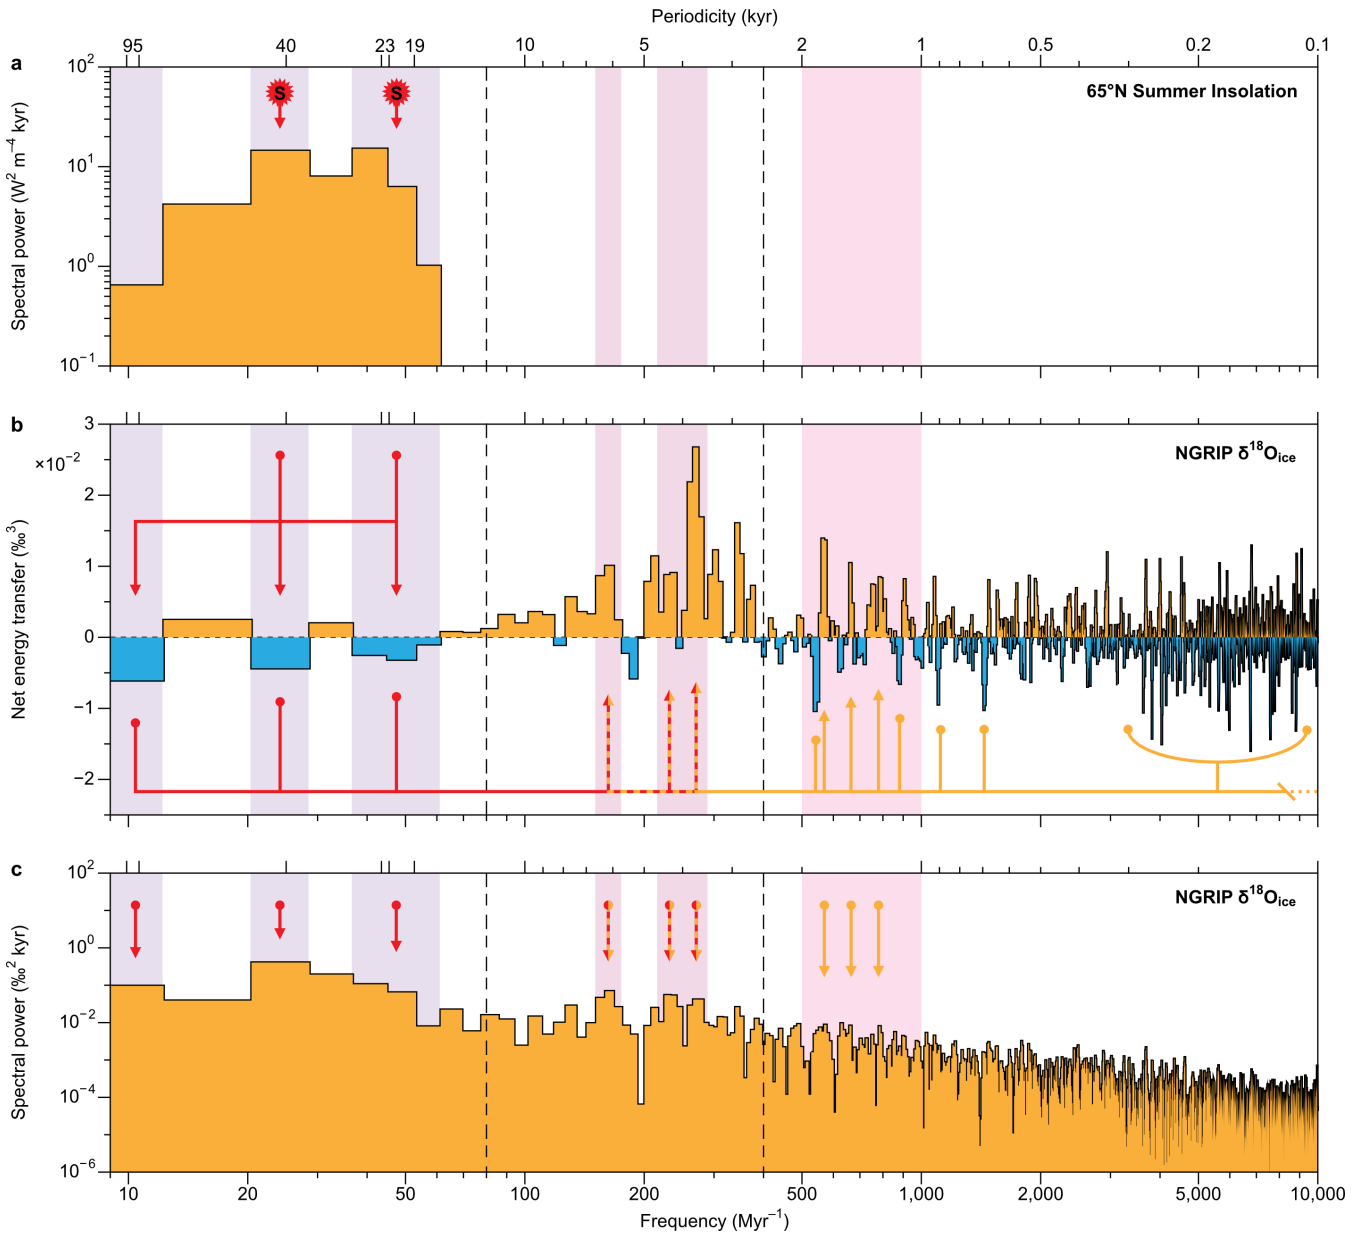 Periodicity (kyr)
95 40 23 19 10 5 2 1 0.5 0.2 0.1
a
65°N Summer Insolation
S S
Spectral power (W² m⁻⁴ kyr)
10²
10¹
10⁰
10⁻¹
b
NGRIP δ¹⁸Oice
Net energy transfer (‰³)
3
×10⁻²
2
1
0
−1
−2
c
NGRIP δ¹⁸Oice
Spectral power (‰² kyr)
10²
10⁰
10⁻²
10⁻⁴
10⁻⁶
10 20 50 100 200 500 1,000 2,000 5,000 10,000
Frequency (Myr⁻¹)